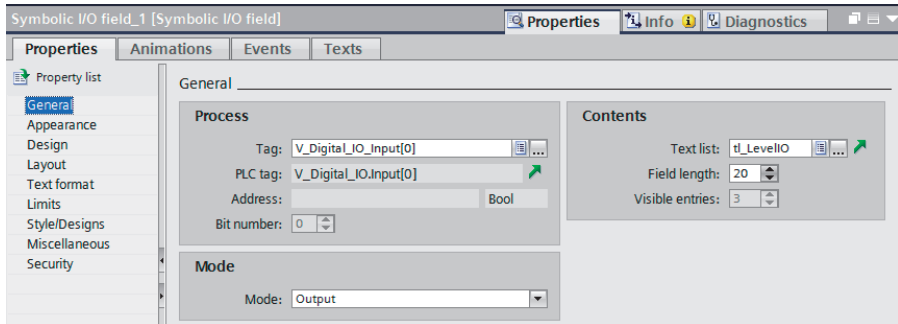 Symbolic I/O field_1 [Symbolic I/O field]
Properties Info Diagnostics
Properties Animations Events Texts
Property list
General
Appearance
Design
Layout
Text format
Limits
Style/Designs
Miscellaneous
Security
General
Process
Tag: V_Digital_IO_Input[0] ...
PLC tag: V_Digital_IO.Input[0]
Address: Bool
Bit number: 0
Mode
Mode: Output
Contents
Text list: tl_LevelIO ...
Field length: 20
Visible entries: 3